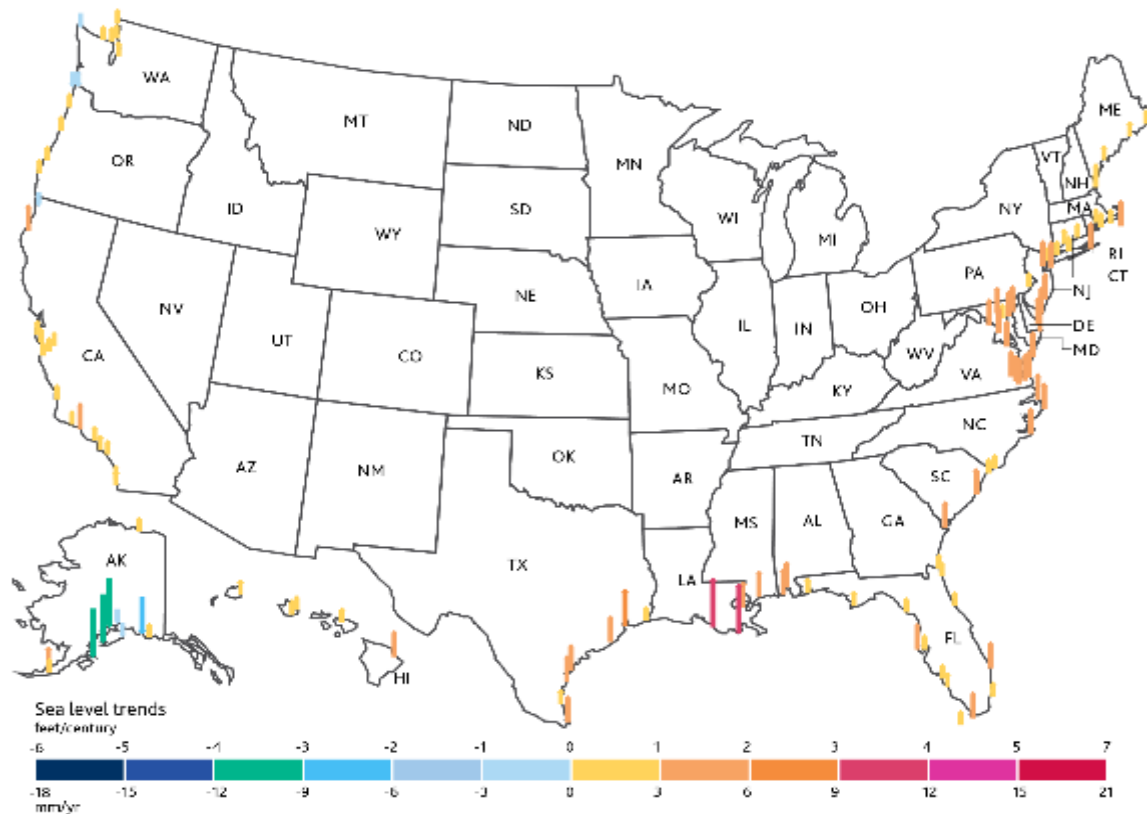 WA
MT
ND
ME
OR
MN
VT
ID
SD
NH
WI
NY
MA
WY
MI
RI
IA
PA
CT
NE
NJ
NV
OH
IL
IN
DE
CA
UT
CO
WV
MD
KS
MO
VA
KY
NC
TN
AZ
NM
OK
AR
SC
MS
AL
GA
AK
TX
LA
FL
HI
Sea level trends
feet/century
-6 -5 -4 -3 -2 -1 0 1 2 3 4 5 7
-18 -15 -12 -9 -6 -3 0 3 6 9 12 15 21
mm/yr